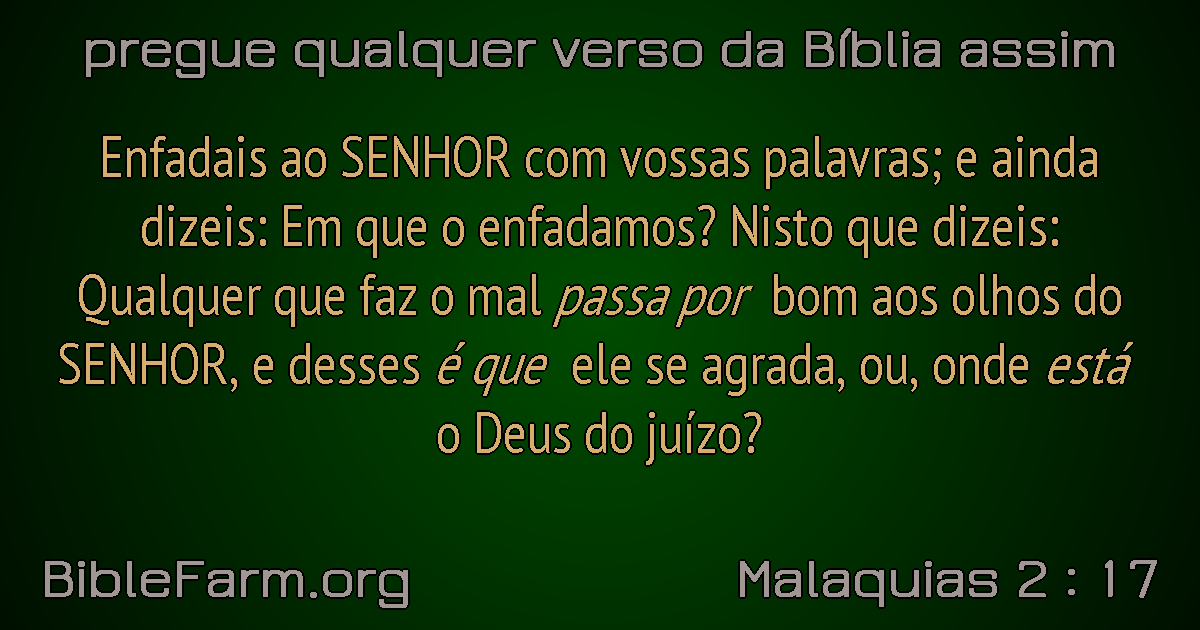 pregue qualquer verso da Bíblia assim
Enfadais ao SENHOR com vossas palavras; e ainda
dizeis: Em que o enfadamos? Nisto que dizeis:
Qualquer que faz o mal passa por bom aos olhos do
SENHOR, e desses é que ele se agrada, ou, onde está
o Deus do juízo?
BibleFarm.org
Malaquias 2 : 17